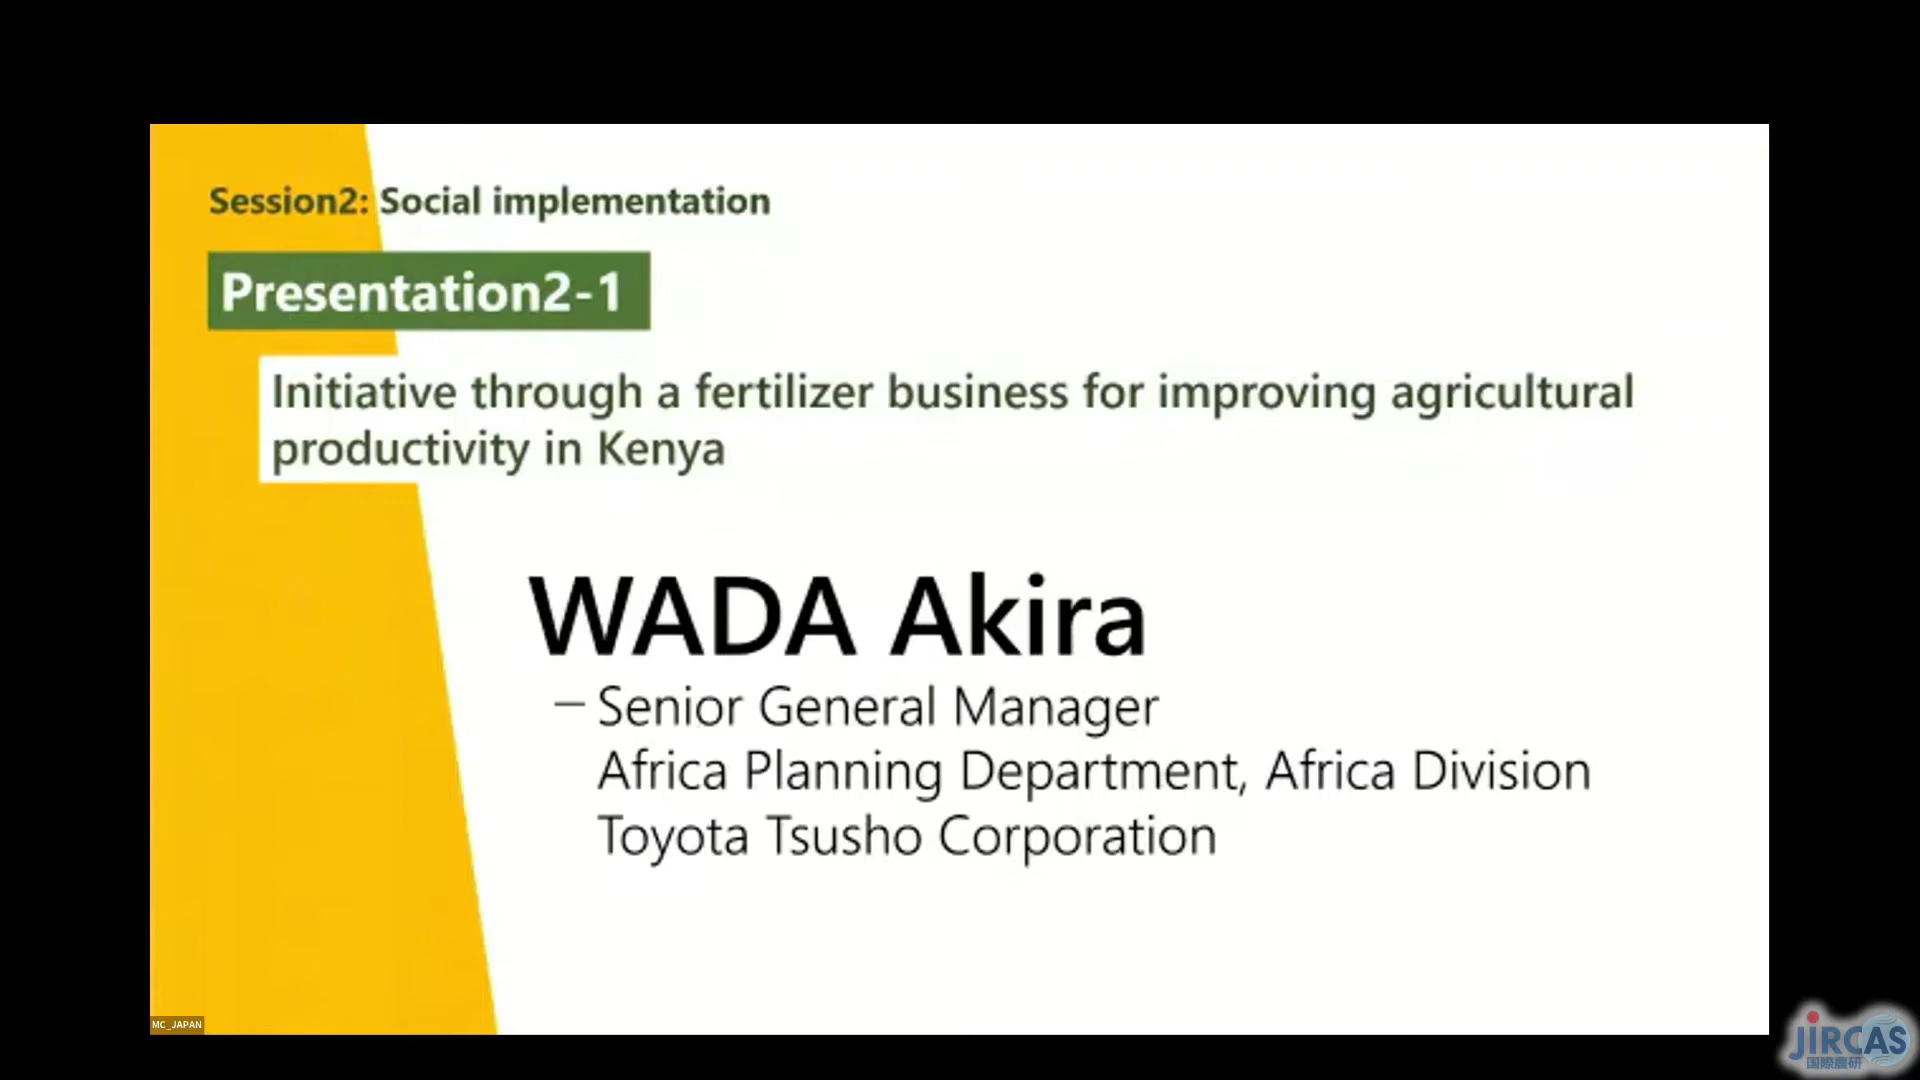 Session2: Social implementation
Presentation2-1
Initiative through a fertilizer business for improving agricultural
productivity in Kenya
WADA Akira
– Senior General Manager
Africa Planning Department, Africa Division
Toyota Tsusho Corporation
MC_JAPAN
JIRCAS
国際農研